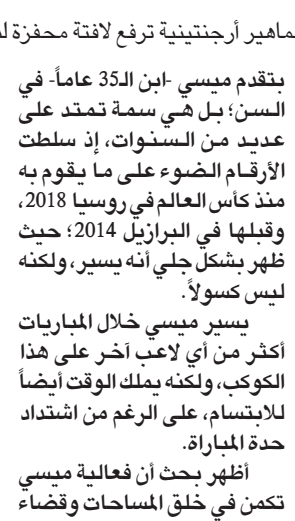 ماهير أرجنتينية ترفع لافتة محفزة لم
بتقدم ميسي -ابن الـ35 عاماً- في
السن؛ بل هي سمة تمتد على
عديد من السنوات، إذ سلطت
الأرقام الضوء على ما يقوم به
منذ كأس العالم في روسيا 2018،
وقبلها في البرازيل 2014؛ حيث
ظهر بشكل جلي أنه يسير، ولكنه
ليس كسولاً.
يسير ميسي خلال المباريات
أكثر من أي لاعب آخر على هذا
الكوكب، ولكنه يملك الوقت أيضاً
للابتسام، على الرغم من اشتداد
حدة المباراة.
أظهر بحث أن فعالية ميسي
تكمن في خلق المساحات وقضاء